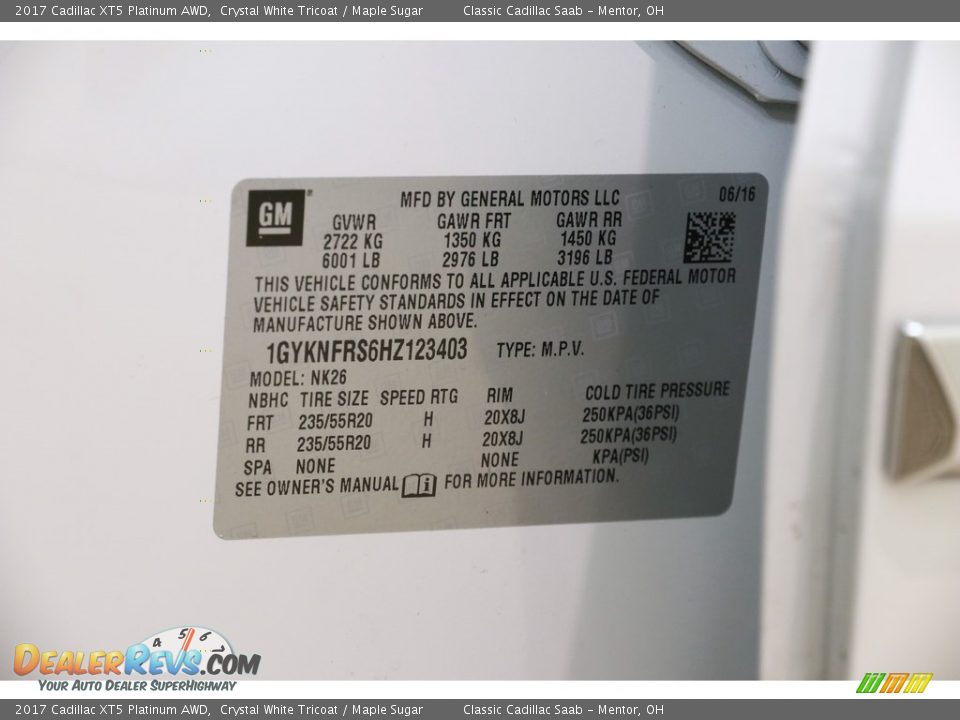 2017 Cadillac XT5 Platinum AWD, Crystal White Tricoat / Maple Sugar Classic Cadillac Saab - Mentor, OH
GM
MFD BY GENERAL MOTORS LLC 06/16
GVWR GAWR FRT GAWR RR
2722 KG 1350 KG 1450 KG
6001 LB 2976 LB 3196 LB
THIS VEHICLE CONFORMS TO ALL APPLICABLE U.S. FEDERAL MOTOR
VEHICLE SAFETY STANDARDS IN EFFECT ON THE DATE OF
MANUFACTURE SHOWN ABOVE.
1GYKNFRS6HZ123403 TYPE: M.P.V.
MODEL: NK26
NBHC TIRE SIZE SPEED RTG RIM COLD TIRE PRESSURE
FRT 235/55R20 H 20X8J 250KPA(36PSI)
RR 235/55R20 H 20X8J 250KPA(36PSI)
SPA NONE NONE KPA(PSI)
SEE OWNER'S MANUAL i FOR MORE INFORMATION.
4 5 6
DEALERREVS.COM
YOUR AUTO DEALER SUPERHIGHWAY
2017 Cadillac XT5 Platinum AWD, Crystal White Tricoat / Maple Sugar Classic Cadillac Saab - Mentor, OH